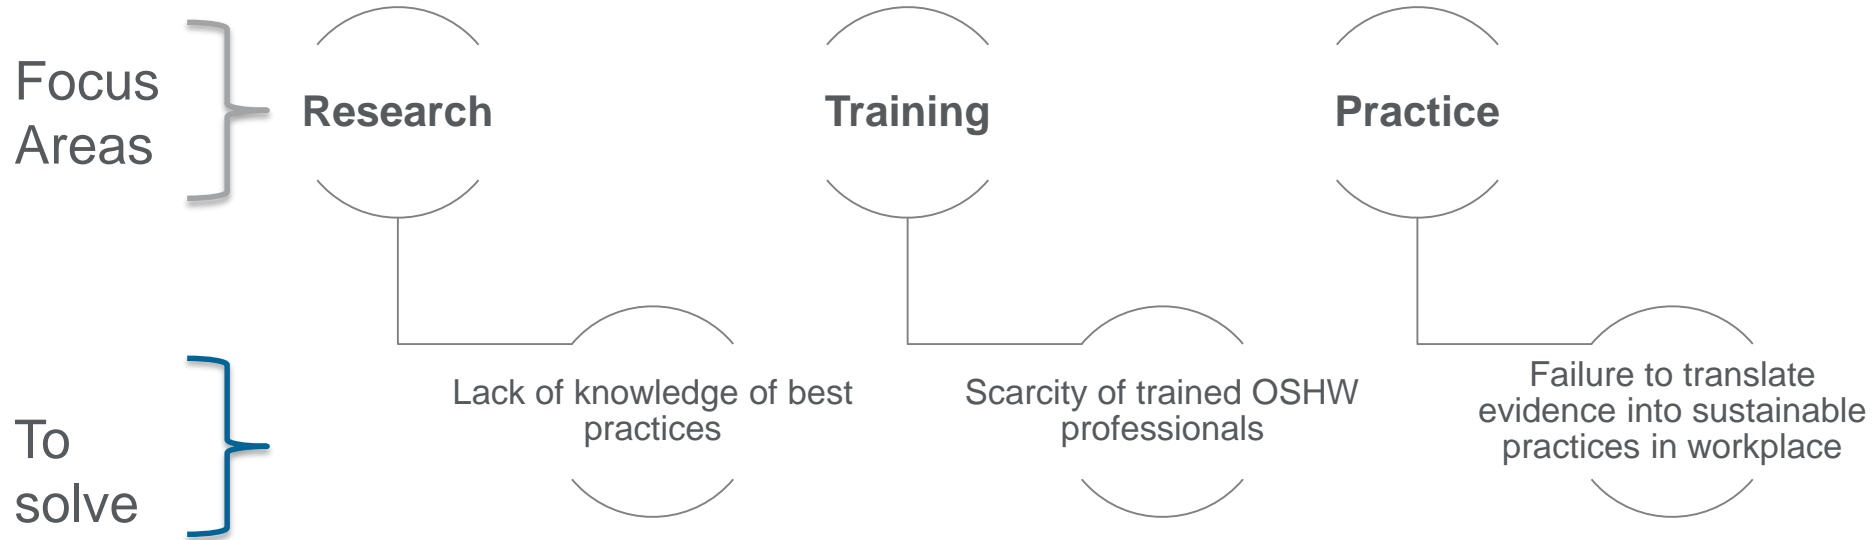 Focus
Areas
Research
Training
Practice
To
solve
Lack of knowledge of best
practices
Scarcity of trained OSHW
professionals
Failure to translate
evidence into sustainable
practices in workplace